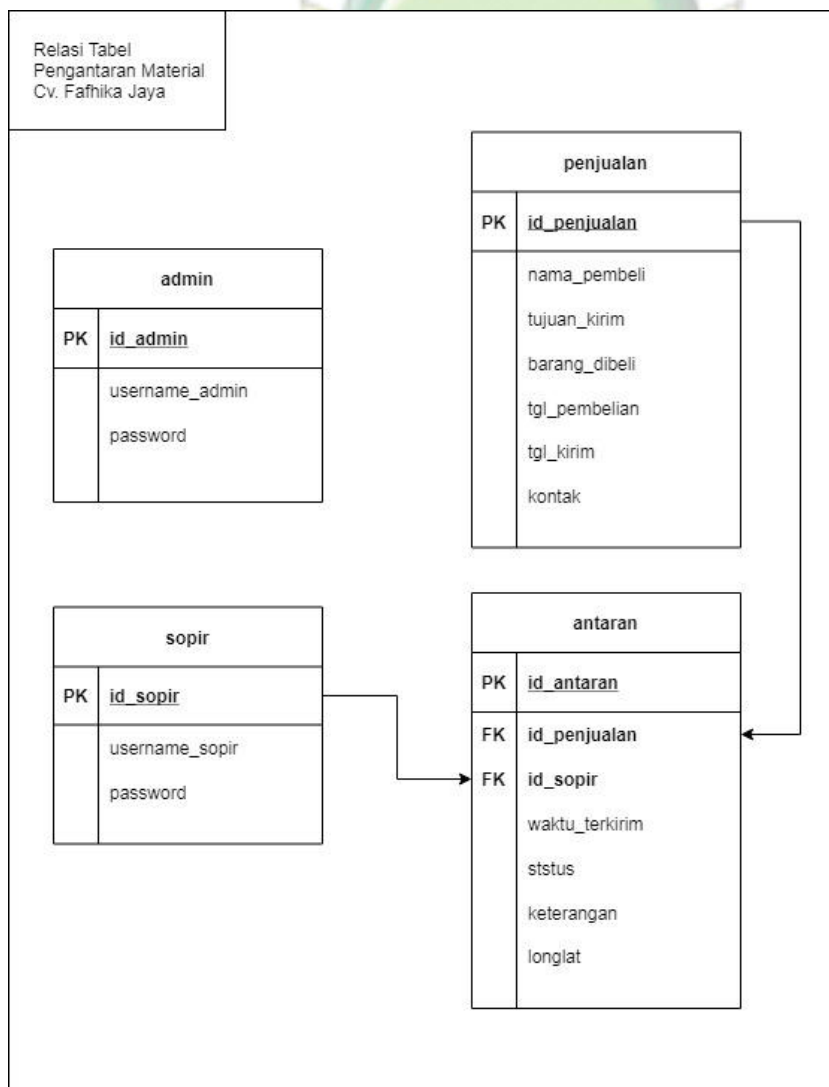 Relasi Tabel
Pengantaran Material
Cv. Fafhika Jaya
penjualan
PK id_penjualan
nama_pembeli
tujuan_kirim
barang_dibeli
tgl_pembelian
tgl_kirim
kontak
admin
PK id_admin
username_admin
password
sopir
PK id_sopir
username_sopir
password
antaran
PK id_antaran
FK id_penjualan
FK id_sopir
waktu_terkirim
ststus
keterangan
longlat